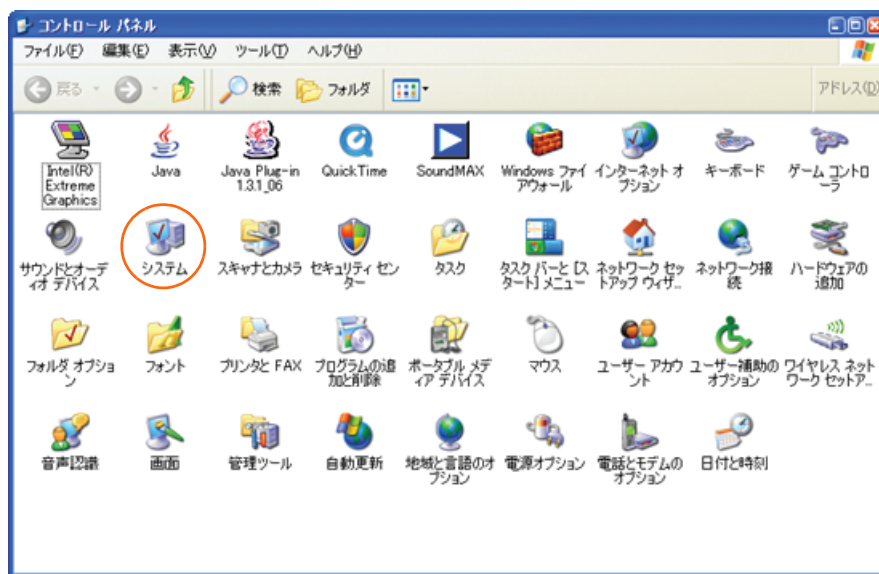 コントロール パネル
ファイル(F) 編集(E) 表示(V) ツール(T) ヘルプ(H)
戻る 検索 フォルダ アドレス(D)
Intel(R)
Extreme
Graphics
Java
Java Plug-in
1.3.1_06
QuickTime
SoundMAX
Windows ファイ
アウォール
インターネット オ
プション
キーボード
ゲーム コントロ
ーラ
サウンドとオーデ
ィオ デバイス
システム
スキャナとカメラ
セキュリティ セン
ター
タスク
タスク バーと [ス
タート] メニュー
ネットワーク セッ
トアップ ウィザ...
ネットワーク接
続
ハードウェアの
追加
フォルダ オプショ
ン
フォント
プリンタと FAX
プログラムの追
加と削除
ポータブル メデ
ィア デバイス
マウス
ユーザー アカウ
ント
ユーザー補助の
オプション
ワイヤレス ネット
ワーク セットア...
音声認識
画面
管理ツール
自動更新
地域と言語のオ
プション
電源オプション
電話とモデムの
オプション
日付と時刻